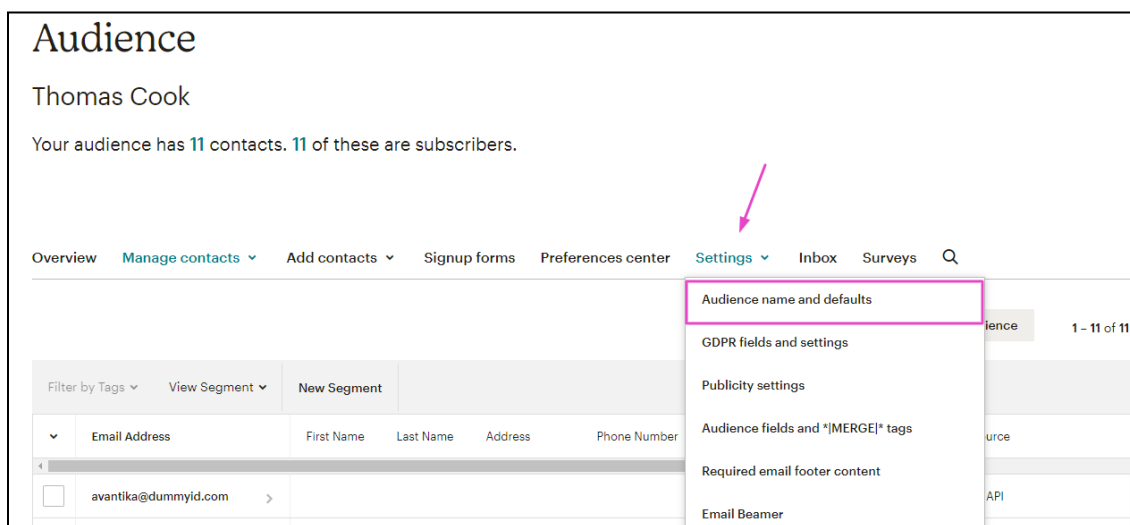 Audience
Thomas Cook
Your audience has 11 contacts. 11 of these are subscribers.
Overview Manage contacts Add contacts Signup forms Preferences center Settings Inbox Surveys
Audience name and defaults
GDPR fields and settings
Publicity settings
Audience fields and *|MERGE|* tags
Required email footer content
Email Beamer
1 – 11 of 11
Filter by Tags View Segment New Segment
Email Address First Name Last Name Address Phone Number
avantika@dummyid.com API